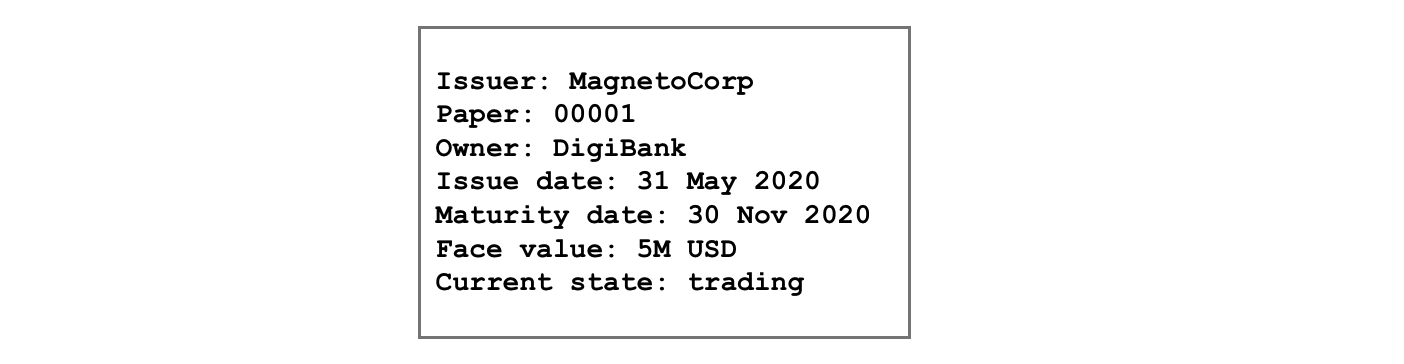 Issuer: MagnetoCorp
Paper: 00001
Owner: DigiBank
Issue date: 31 May 2020
Maturity date: 30 Nov 2020
Face value: 5M USD
Current state: trading